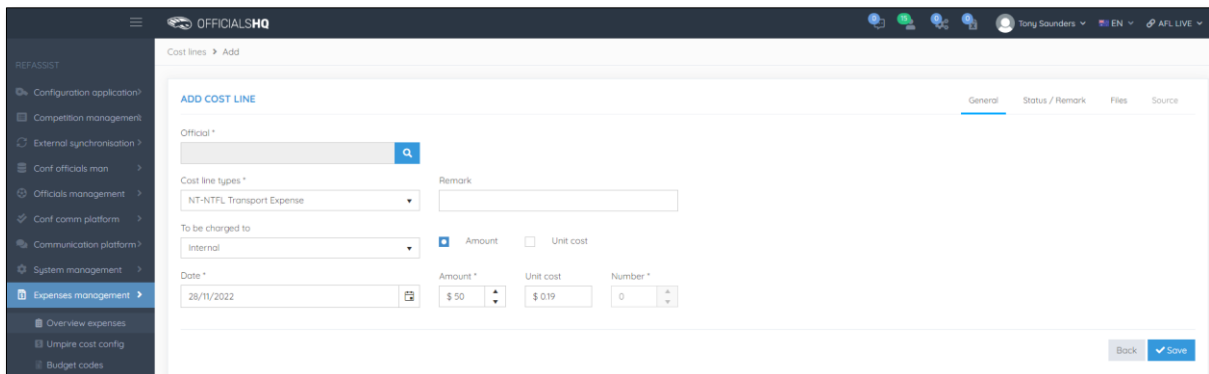 OFFICIALSHQ
0
15
0
0
Tony Saunders
EN
AFL LIVE
REFASSIST
Configuration application
Competition management
External synchronisation
Conf officials man
Officials management
Conf comm platform
Communication platform
System management
Expenses management
Overview expenses
Umpire cost config
Budget codes
Cost lines > Add
ADD COST LINE
General Status / Remark Files Source
Official *
Cost line types * Remark
NT-NTFL Transport Expense
To be charged to
Internal Amount Unit cost
Date * Amount * Unit cost Number *
28/11/2022 $ 50 $ 0.19 0
Back Save